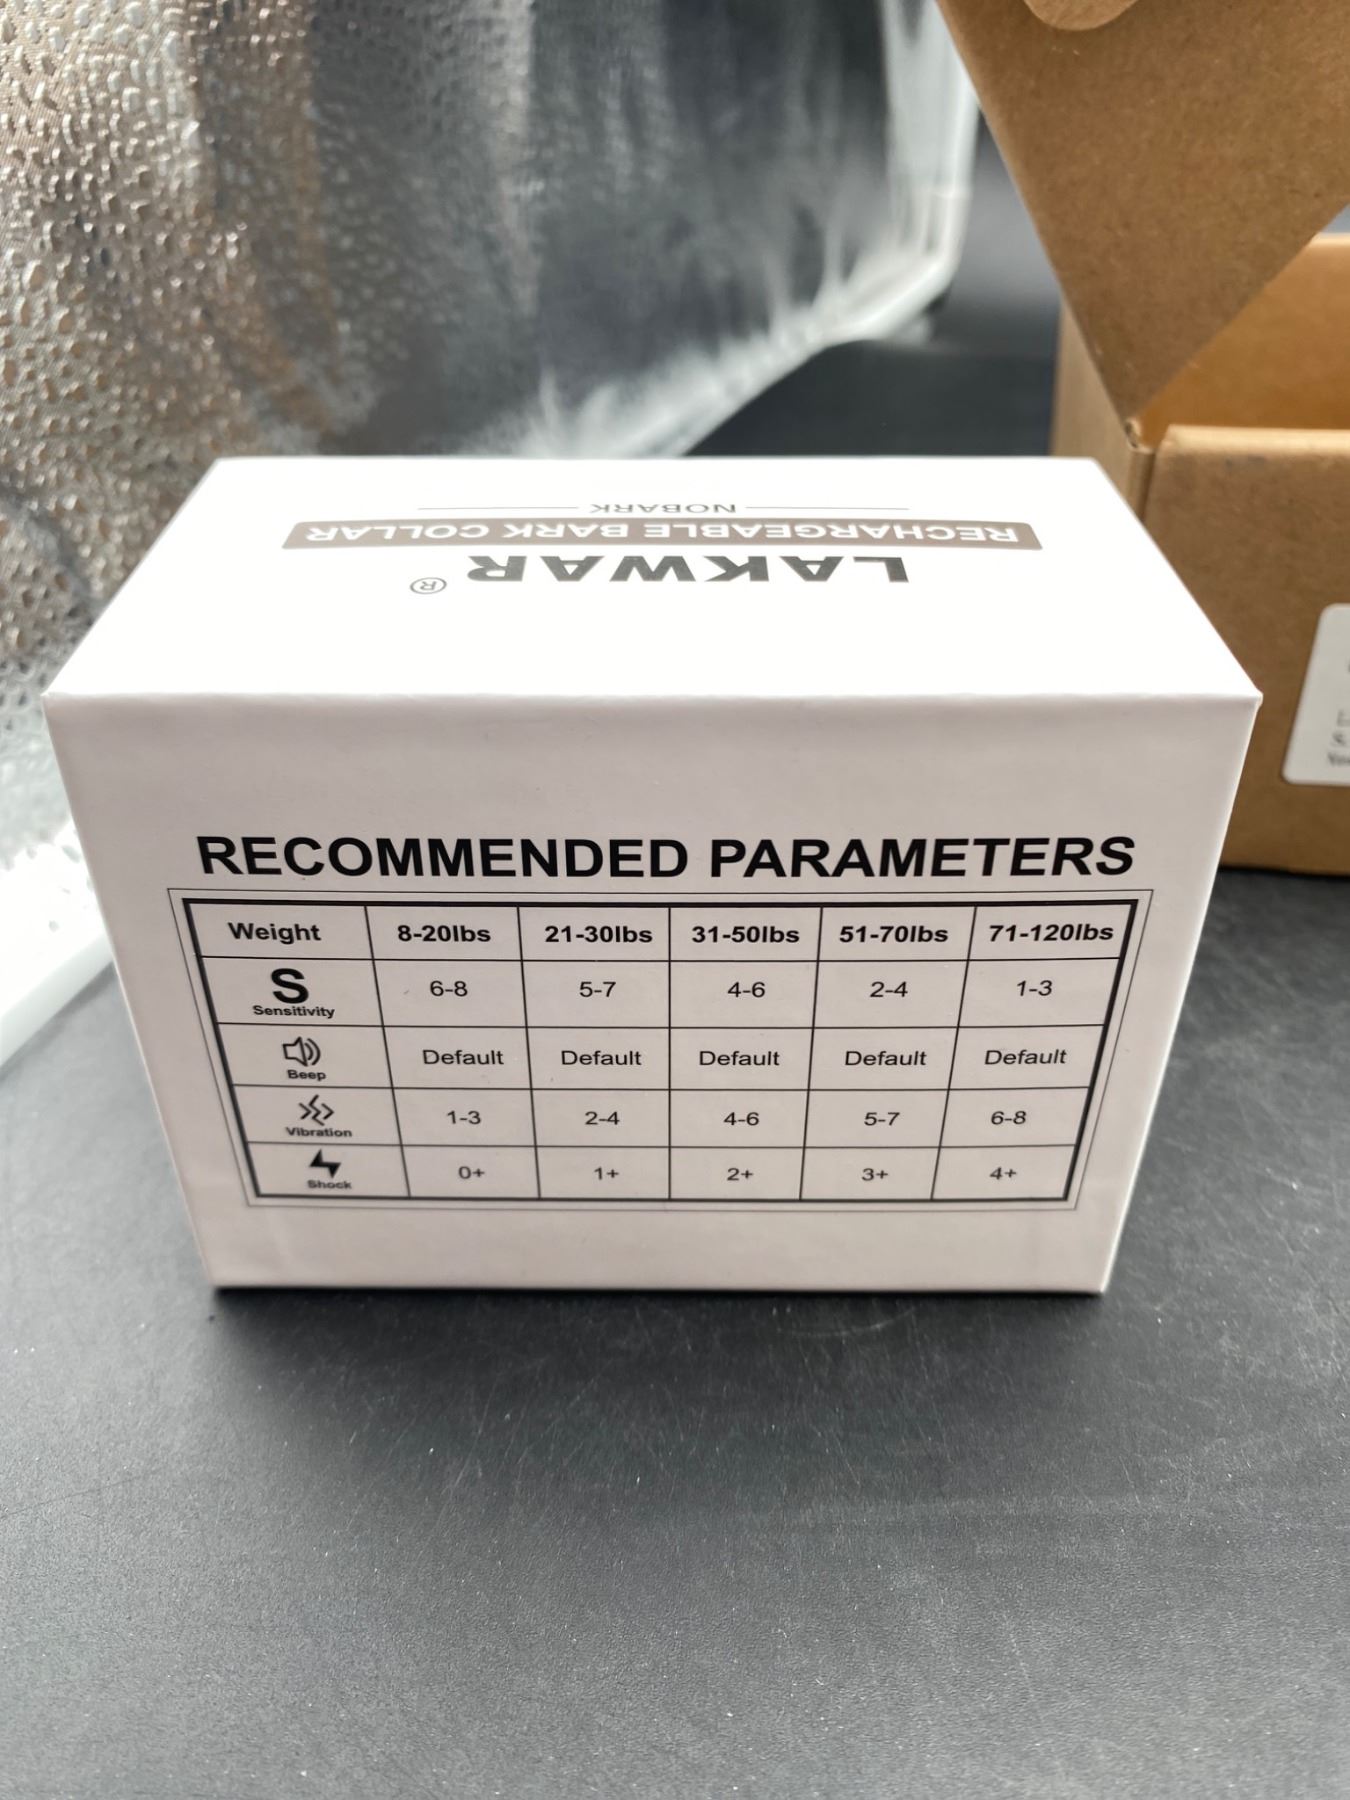 NOBARK
RECHARGEABLE BARK COLLAR
LAKWAR ®
RECOMMENDED PARAMETERS
Weight 8-20lbs 21-30lbs 31-50lbs 51-70lbs 71-120lbs
S
Sensitivity 6-8 5-7 4-6 2-4 1-3
Beep Default Default Default Default Default
Vibration 1-3 2-4 4-6 5-7 6-8
Shock 0+ 1+ 2+ 3+ 4+